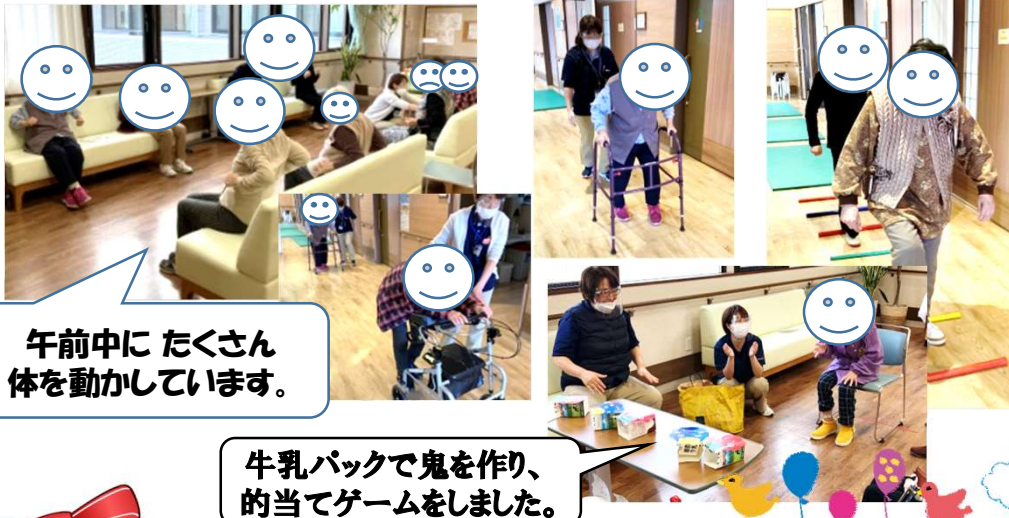 午前中に たくさん
体を動かしています。
牛乳パックで鬼を作り、
的当てゲームをしました。